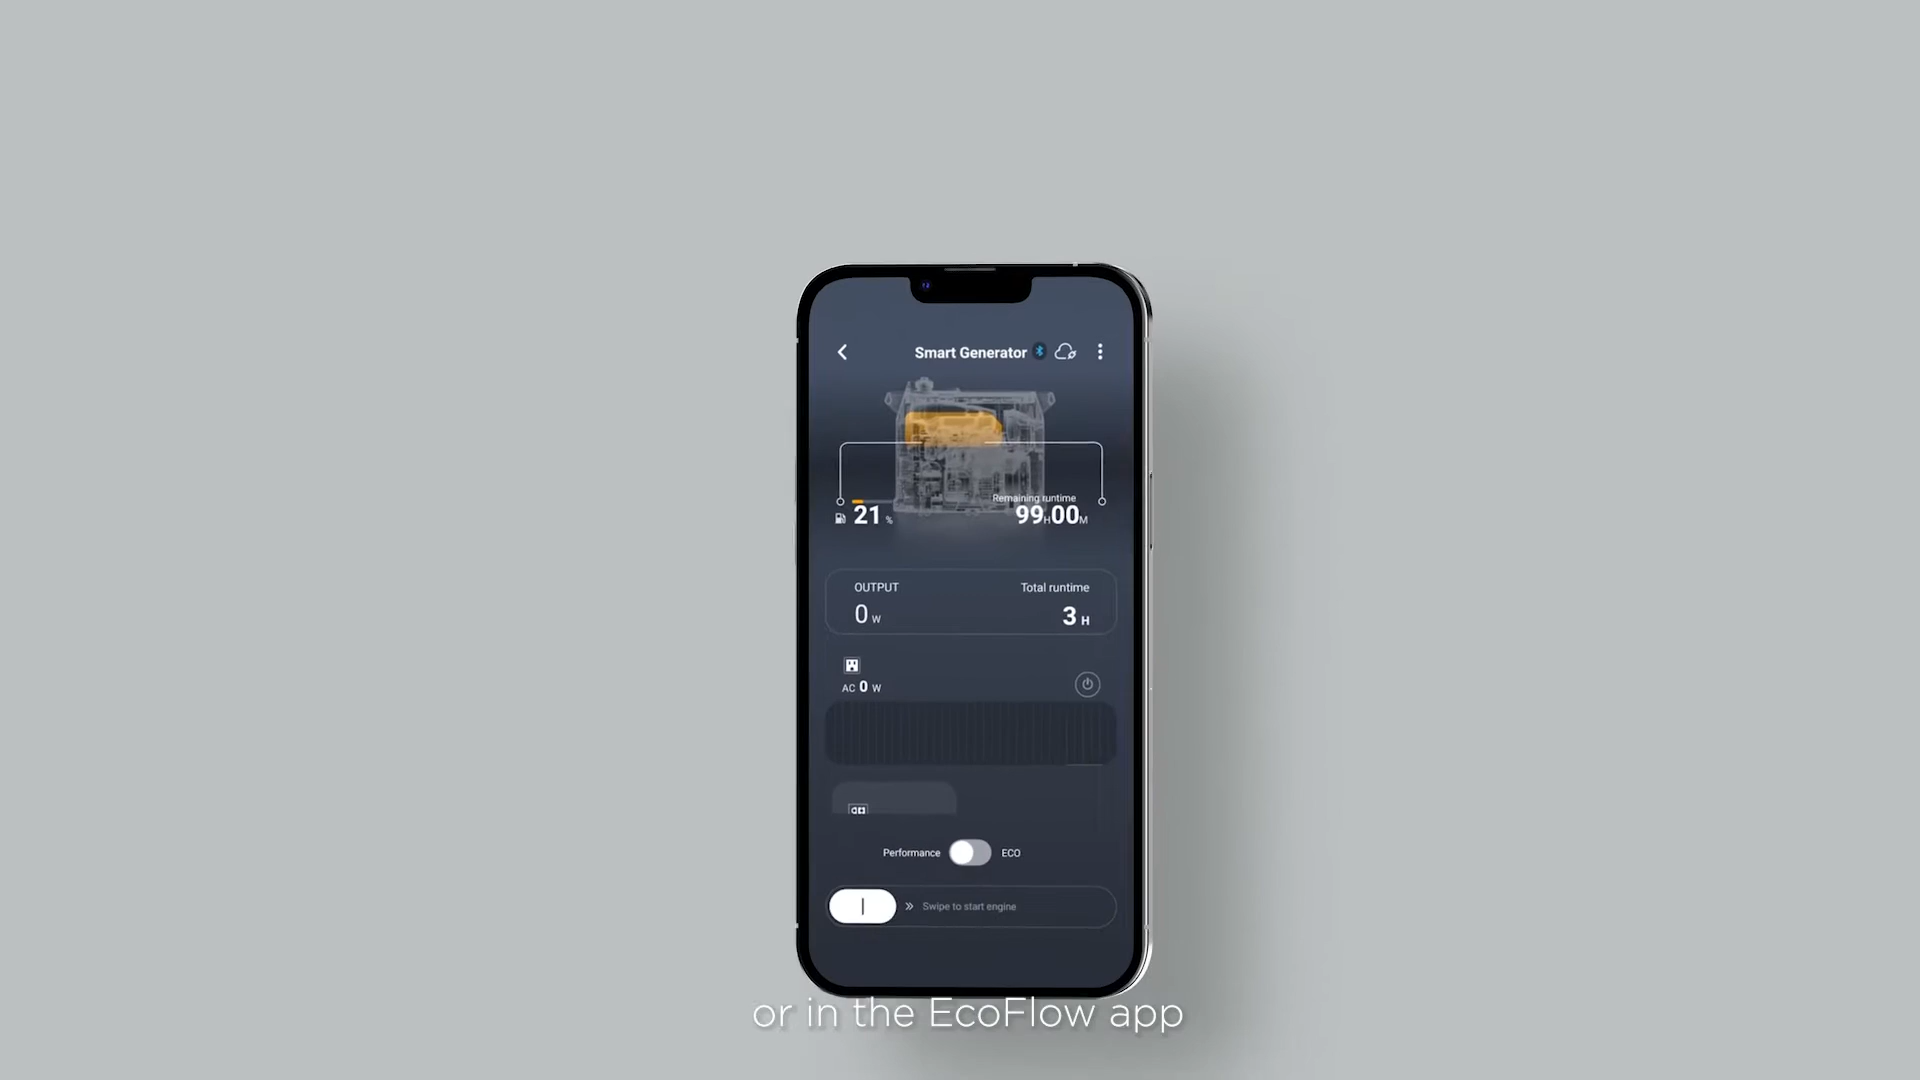 Smart Generator
Remaining runtime
21 %
99H00M
OUTPUT
Total runtime
0 W
3 H
AC 0 W
Performance
ECO
Swipe to start engine
or in the EcoFlow app